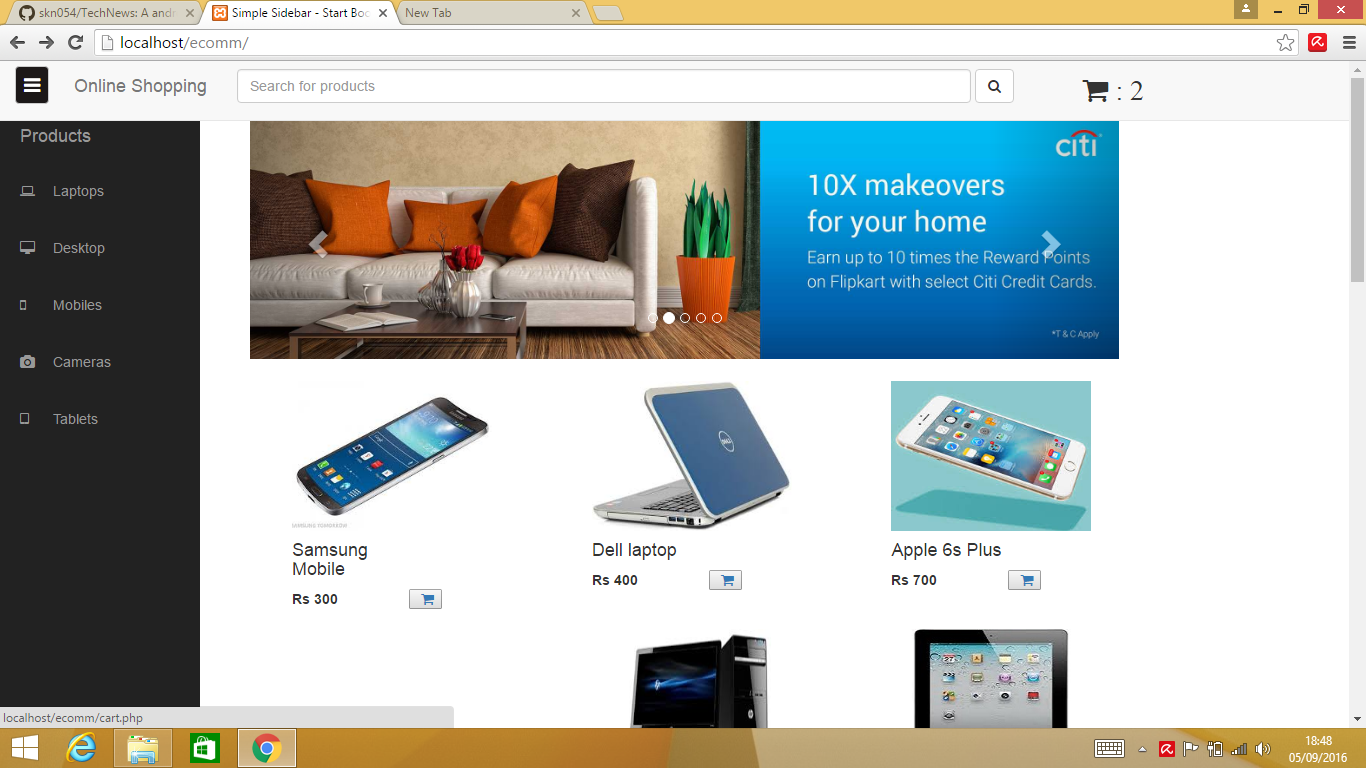 skn054/TechNews: A andr
Simple Sidebar - Start Boo
New Tab
localhost/ecomm/
Online Shopping
Search for products
: 2
Products
Laptops
Desktop
Mobiles
Cameras
Tablets
citi
10X makeovers
for your home
Earn up to 10 times the Reward Points
on Flipkart with select Citi Credit Cards.
*T & C Apply
SAMSUNG TOMORROW
DELL
Samsung
Mobile
Rs 300
Dell laptop
Rs 400
Apple 6s Plus
Rs 700
localhost/ecomm/cart.php
18:48
05/09/2016